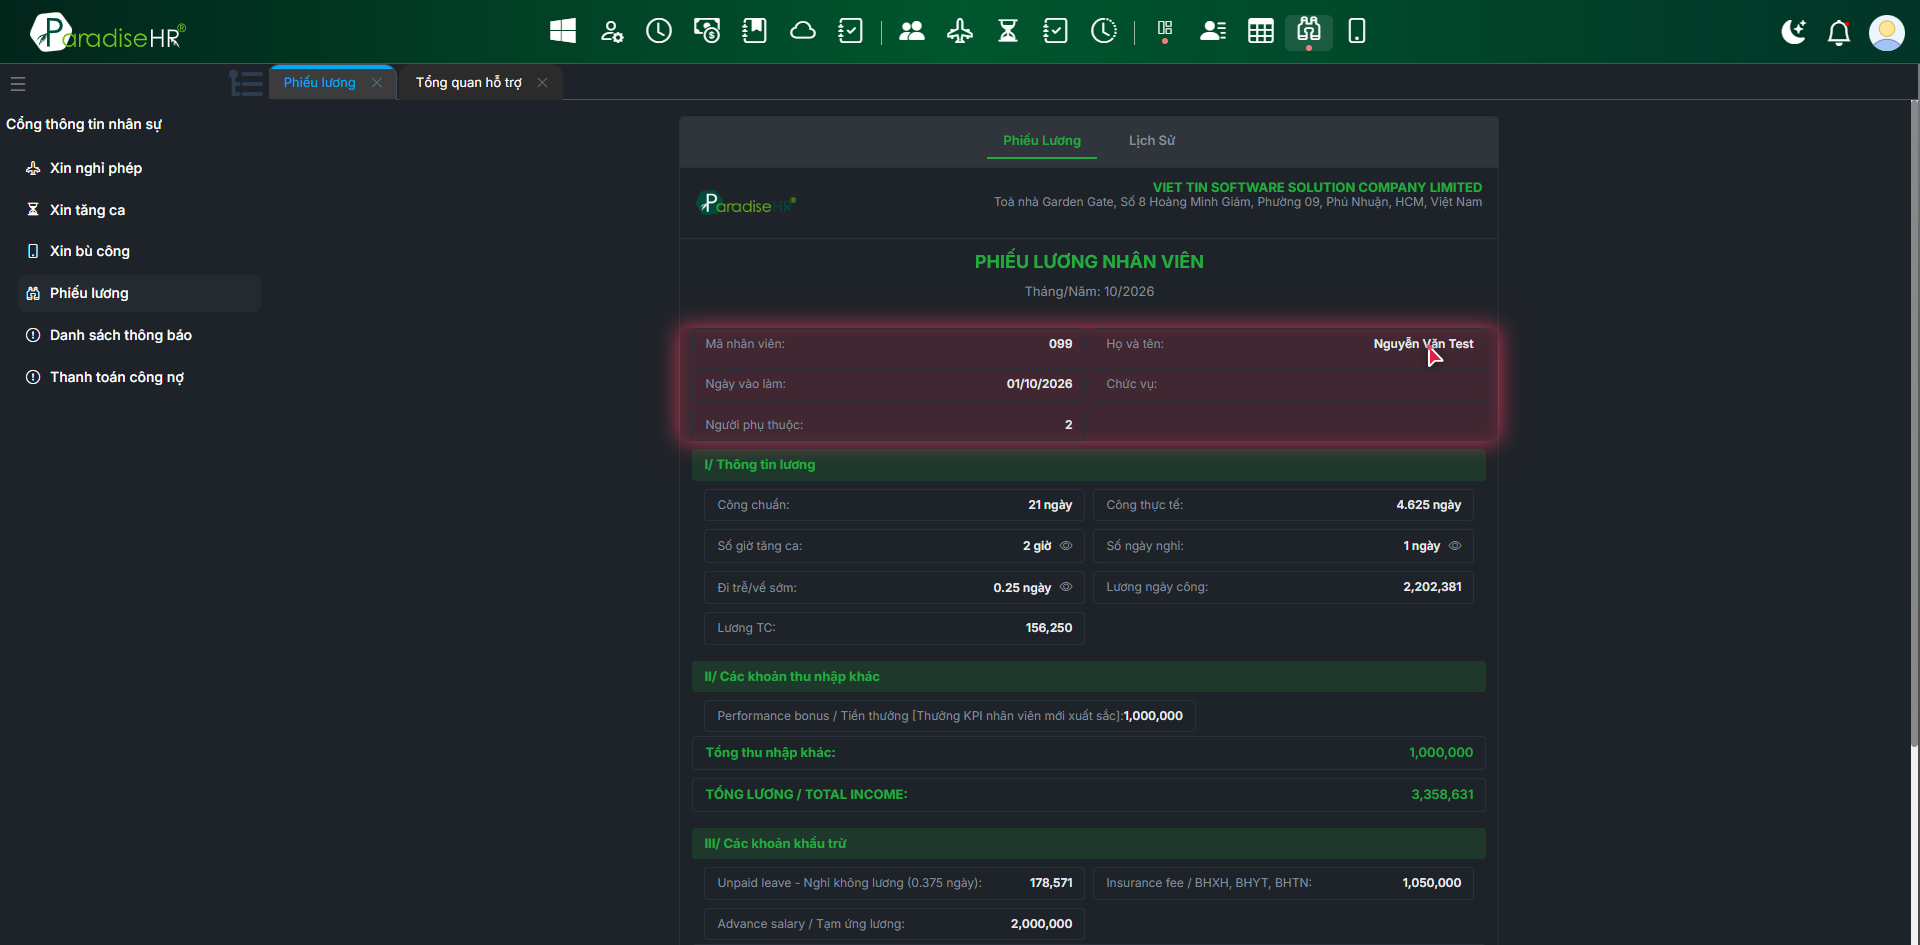 ParadiseHR®
Phiếu lương
Tổng quan hỗ trợ
Cổng thông tin nhân sự
Xin nghỉ phép
Xin tăng ca
Xin bù công
Phiếu lương
Danh sách thông báo
Thanh toán công nợ
Phiếu Lương
Lịch Sử
ParadiseHR®
VIET TIN SOFTWARE SOLUTION COMPANY LIMITED
Toà nhà Garden Gate, Số 8 Hoàng Minh Giám, Phường 09, Phú Nhuận, HCM, Việt Nam
PHIẾU LƯƠNG NHÂN VIÊN
Tháng/Năm: 10/2026
Mã nhân viên: 099
Họ và tên: Nguyễn Văn Test
Ngày vào làm: 01/10/2026
Chức vụ:
Người phụ thuộc: 2
I/ Thông tin lương
Công chuẩn: 21 ngày
Công thực tế: 4.625 ngày
Số giờ tăng ca: 2 giờ
Số ngày nghỉ: 1 ngày
Đi trễ/về sớm: 0.25 ngày
Lương ngày công: 2,202,381
Lương TC: 156,250
II/ Các khoản thu nhập khác
Performance bonus / Tiền thưởng [Thưởng KPI nhân viên mới xuất sắc]: 1,000,000
Tổng thu nhập khác: 1,000,000
TỔNG LƯƠNG / TOTAL INCOME: 3,358,631
III/ Các khoản khấu trừ
Unpaid leave - Nghỉ không lương (0.375 ngày): 178,571
Insurance fee / BHXH, BHYT, BHTN: 1,050,000
Advance salary / Tạm ứng lương: 2,000,000